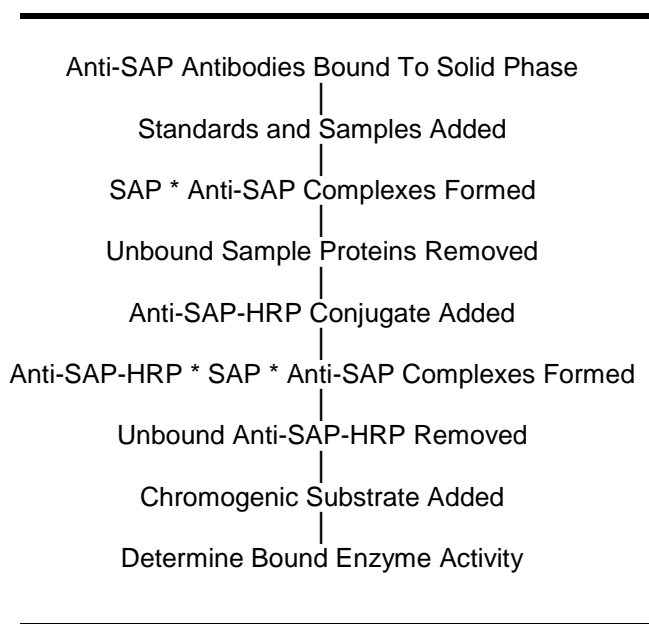 Anti-SAP Antibodies Bound To Solid Phase
Standards and Samples Added
SAP * Anti-SAP Complexes Formed
Unbound Sample Proteins Removed
Anti-SAP-HRP Conjugate Added
Anti-SAP-HRP * SAP * Anti-SAP Complexes Formed
Unbound Anti-SAP-HRP Removed
Chromogenic Substrate Added
Determine Bound Enzyme Activity